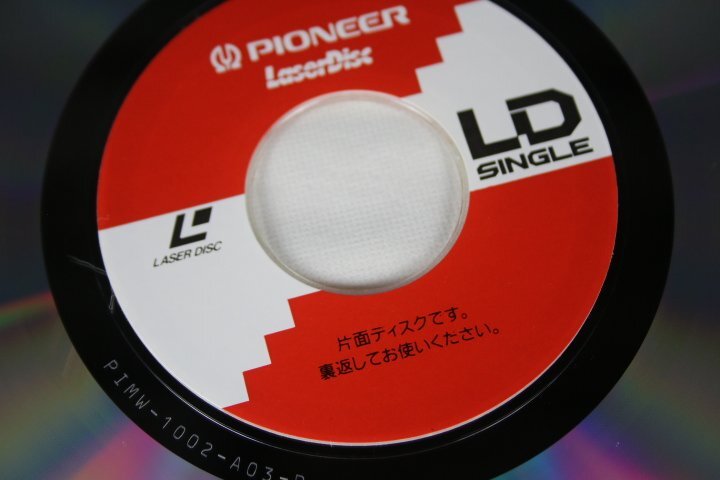 PIONEER
LaserDisc
LD
SINGLE
LASER DISC
片面ディスクです。
裏返してお使いください。
PIMW-1002-A03-